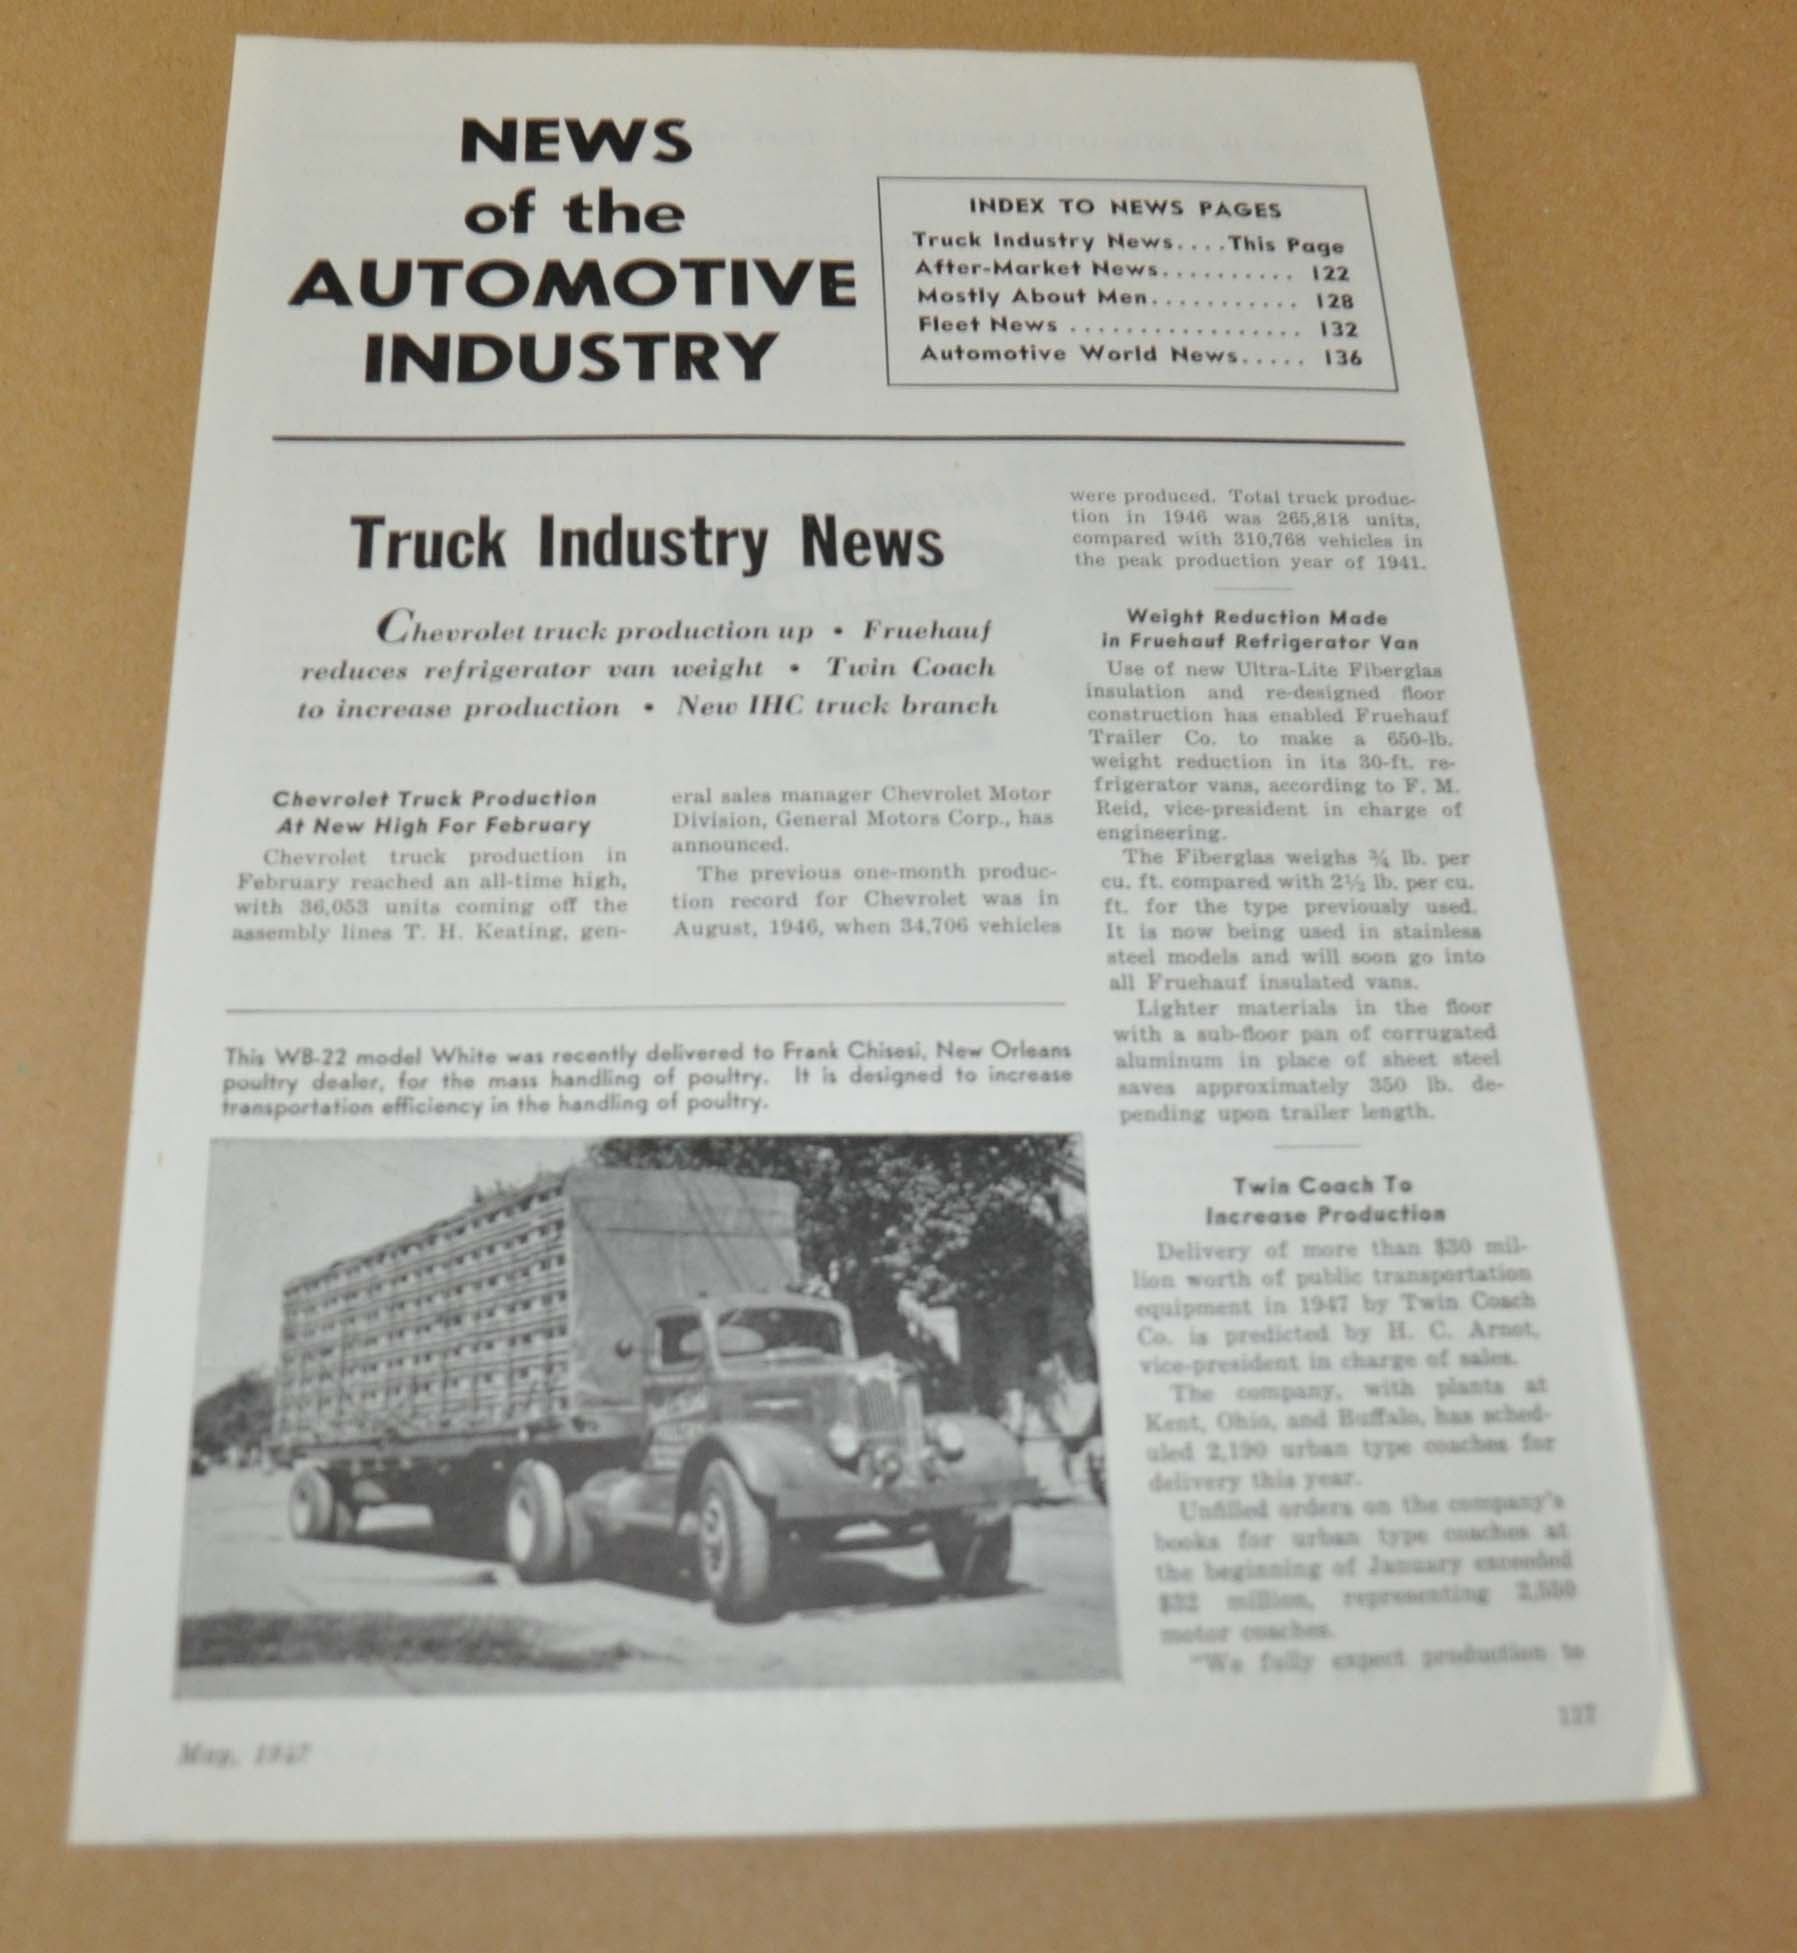 NEWS
of the
AUTOMOTIVE
INDUSTRY
INDEX TO NEWS PAGES
Truck Industry News....This Page
After-Market News.......... 122
Mostly About Men........... 128
Fleet News ................. 132
Automotive World News..... 136
Truck Industry News
Chevrolet truck production up • Fruehauf
reduces refrigerator van weight • Twin Coach
to increase production • New IHC truck branch
Chevrolet Truck Production
At New High For February
Chevrolet truck production in
February reached an all-time high,
with 36,053 units coming off the
assembly lines T. H. Keating, gen-
eral sales manager Chevrolet Motor
Division, General Motors Corp., has
announced.
The previous one-month produc-
tion record for Chevrolet was in
August, 1946, when 34,706 vehicles
were produced. Total truck produc-
tion in 1946 was 265,818 units,
compared with 310,768 vehicles in
the peak production year of 1941.
Weight Reduction Made
in Fruehauf Refrigerator Van
Use of new Ultra-Lite Fiberglas
insulation and re-designed floor
construction has enabled Fruehauf
Trailer Co. to make a 650-lb.
weight reduction in its 30-ft. re-
frigerator vans, according to F. M.
Reid, vice-president in charge of
engineering.
The Fiberglas weighs ¾ lb. per
cu. ft. compared with 2½ lb. per cu.
ft. for the type previously used.
It is now being used in stainless
steel models and will soon go into
all Fruehauf insulated vans.
Lighter materials in the floor
with a sub-floor pan of corrugated
aluminum in place of sheet steel
saves approximately 350 lb. de-
pending upon trailer length.
Twin Coach To
Increase Production
Delivery of more than $30 mil-
lion worth of public transportation
equipment in 1947 by Twin Coach
Co. is predicted by H. C. Arnot,
vice-president in charge of sales.
The company, with plants at
Kent, Ohio, and Buffalo, has sched-
uled 2,190 urban type coaches for
delivery this year.
Unfilled orders on the company's
books for urban type coaches at
the beginning of January exceeded
$32 million, representing 2,550
motor coaches.
"We fully expect production to
This WB-22 model White was recently delivered to Frank Chisesi, New Orleans
poultry dealer, for the mass handling of poultry. It is designed to increase
transportation efficiency in the handling of poultry.
May, 1947